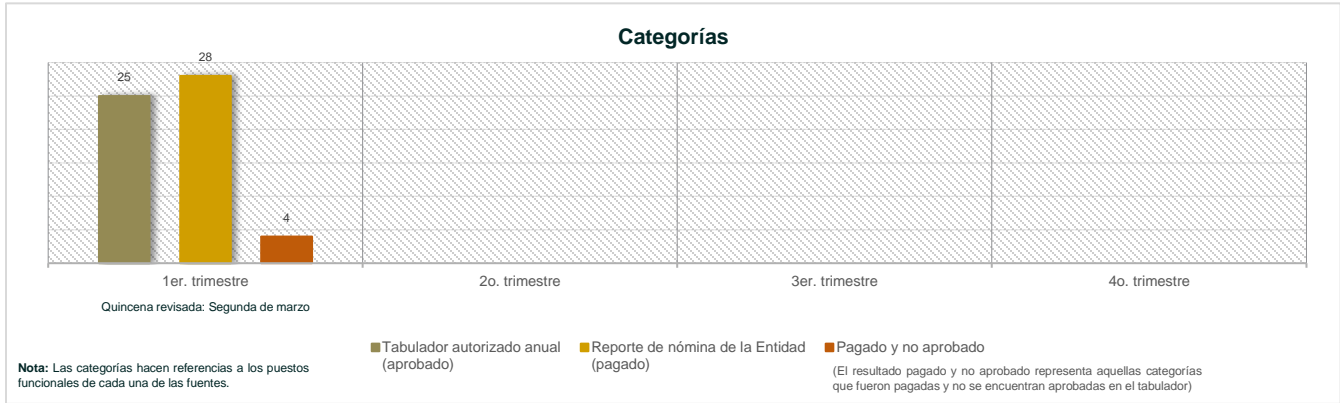 Categorías
25
28
4
1er. trimestre
2o. trimestre
3er. trimestre
4o. trimestre
Quincena revisada: Segunda de marzo
Tabulador autorizado anual
(aprobado)
Reporte de nómina de la Entidad
(pagado)
Pagado y no aprobado
(El resultado pagado y no aprobado representa aquellas categorías
que fueron pagadas y no se encuentran aprobadas en el tabulador)
Nota: Las categorías hacen referencias a los puestos
funcionales de cada una de las fuentes.